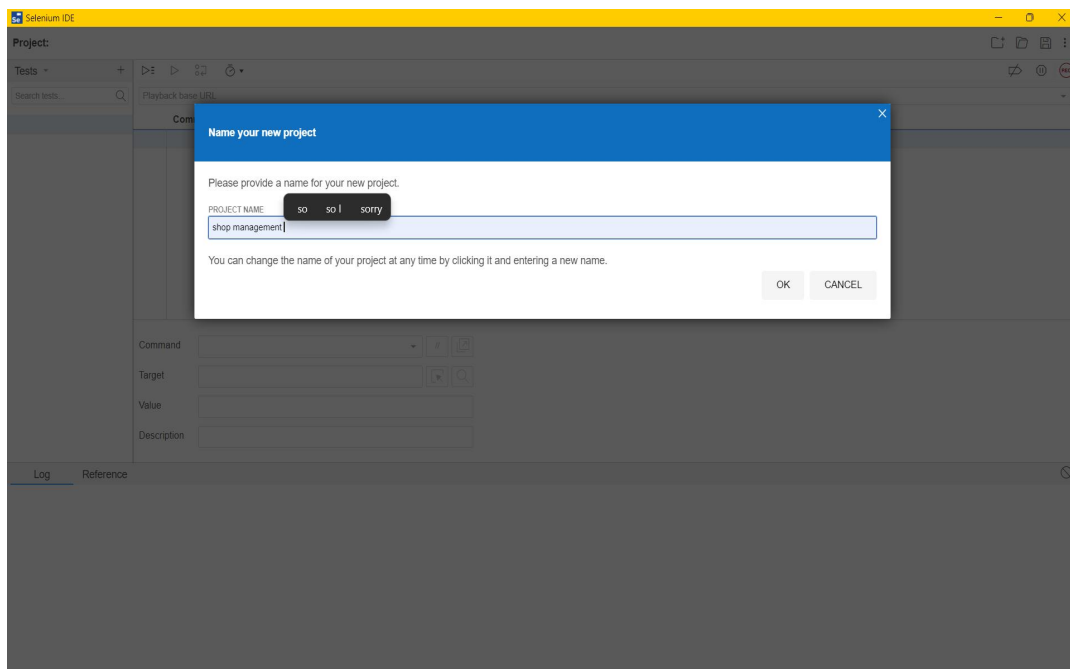 Se Selenium IDE
Project:
Tests
Search tests...
Playback base URL
Com
Name your new project
Please provide a name for your new project.
so so I sorry
PROJECT NAME
shop management
You can change the name of your project at any time by clicking it and entering a new name.
OK CANCEL
Command
Target
Value
Description
Log Reference
REC